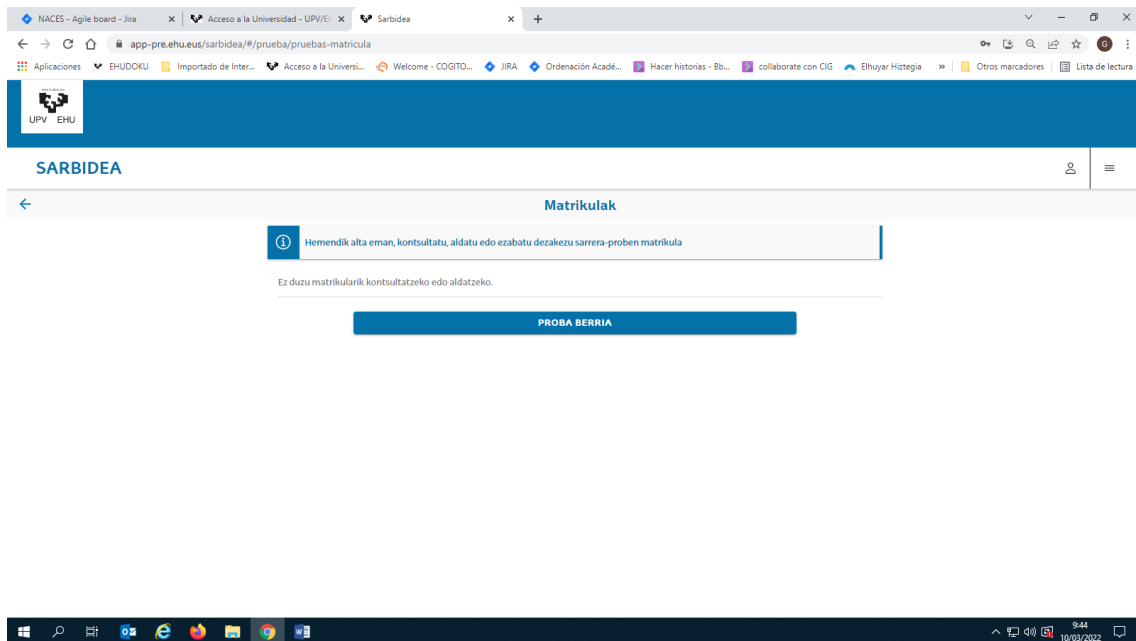 NACES - Agile board - Jira
Acceso a la Universidad - UPV/EH
Sarbidea
app-pre.ehu.eus/sarbidea/#/prueba/pruebas-matricula
G
Aplicaciones
EHUDOKU
Importado de Inter...
Acceso a la Universi...
Welcome - COGITO...
JIRA
Ordenación Acadé...
Hacer historias - Bb...
collaborate con CIG
Elhuyar Hiztegia
»
Otros marcadores
Lista de lectura
UPV EHU
SARBIDEA
Matrikulak
Hemendik alta eman, kontsultatu, aldatu edo ezabatu dezakezu sarrera-proben matrikula
Ez duzu matrikularik kontsultatzeko edo aldatzeko.
PROBA BERRIA
9:44
10/03/2022